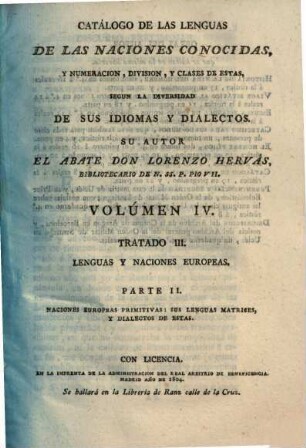 CATÁLOGO DE LAS LENGUAS
DE LAS NACIONES CONOCIDAS,
Y NUMERACION, DIVISION, Y CLASES DE ESTAS,
SEGUN LA DIVERSIDAD
DE SUS IDIOMAS Y DIALECTOS.
SU AUTOR
EL ABATE DON LORENZO HERVÁS,
BIBLIOTECARIO DE N. SS. P. PIO VII.
VOLÚMEN IV.
TRATADO III.
LENGUAS Y NACIONES EUROPEAS.
PARTE II.
NACIONES EUROPEAS PRIMITIVAS: SUS LENGUAS MATRIZES,
Y DIALECTOS DE ESTAS.
CON LICENCIA.
EN LA IMPRENTA DE LA ADMINISTRACION DEL REAL ARBITRIO DE BENEFICENCIA.
MADRID AÑO DE 1804.
Se hallará en la Librería de Ranz calle de la Cruz.